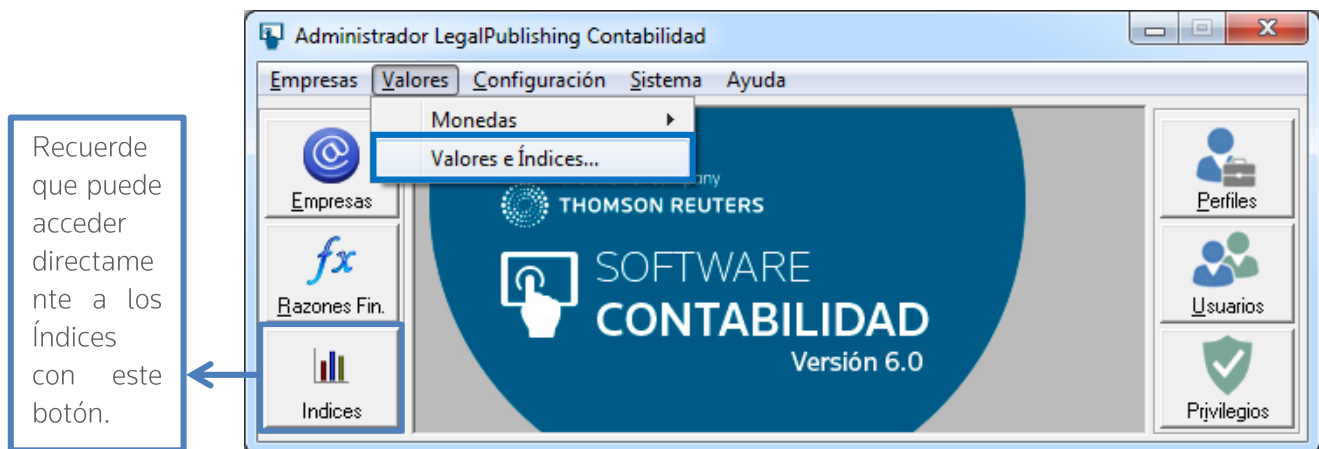 Administrador LegalPublishing Contabilidad
Empresas Valores Configuración Sistema Ayuda
Monedas
Valores e Índices...
Recuerde
que puede
acceder
directame
nte a los
Índices
con este
botón.
Empresas
Razones Fin.
Indices
THOMSON REUTERS
SOFTWARE
CONTABILIDAD
Versión 6.0
Perfiles
Usuarios
Privilegios